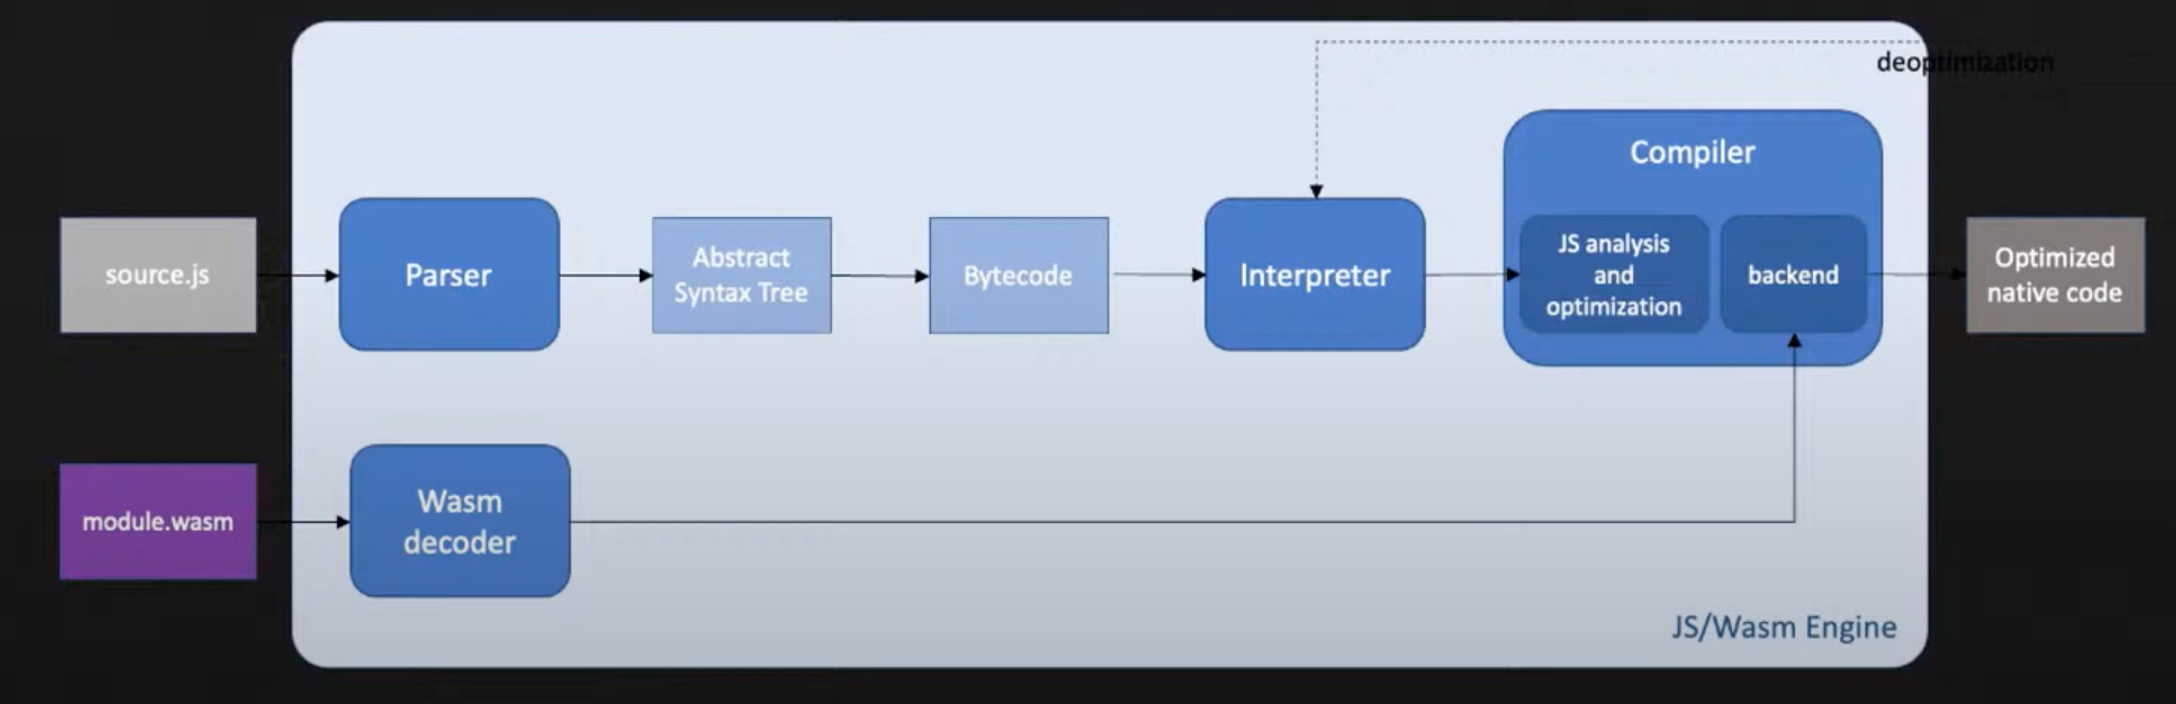 deoptimization
Compiler
source.js
Parser
Abstract
Syntax Tree
Bytecode
Interpreter
JS analysis
and
optimization
backend
Optimized
native code
module.wasm
Wasm
decoder
JS/Wasm Engine